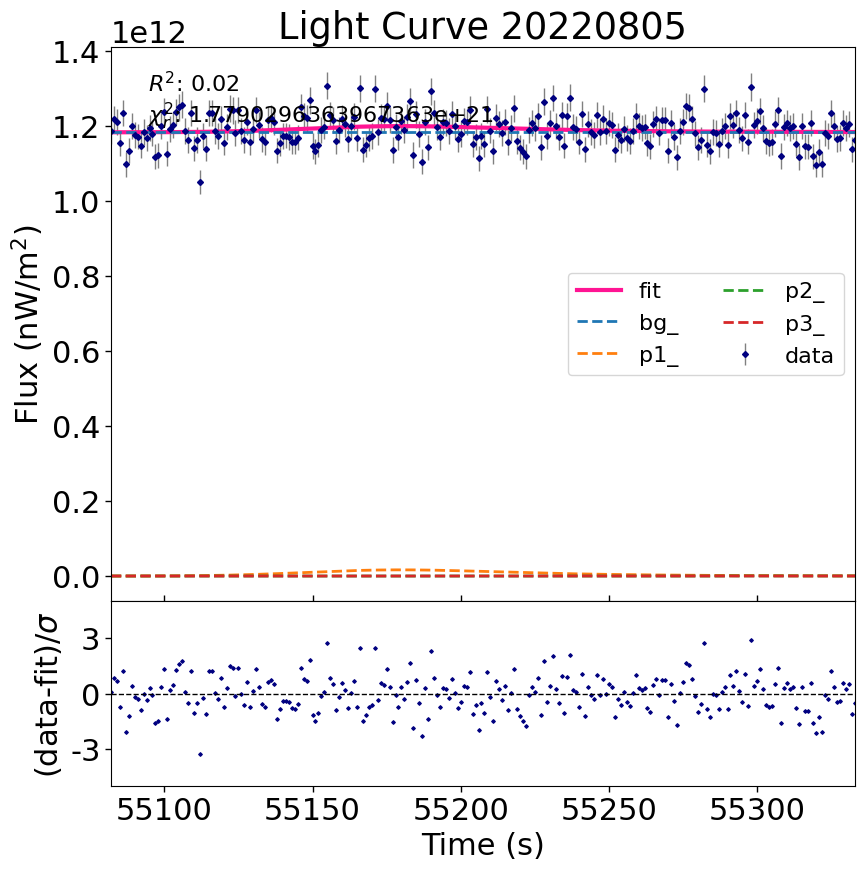 Light Curve 20220805
1e12
R²: 0.02
χ²: 1.7790296363967363e+21
1.4
1.2
1.0
0.8
0.6
0.4
0.2
0.0
Flux (nW/m²)
fit
bg_
p1_
p2_
p3_
data
3
0
-3
(data-fit)/σ
55100 55150 55200 55250 55300
Time (s)